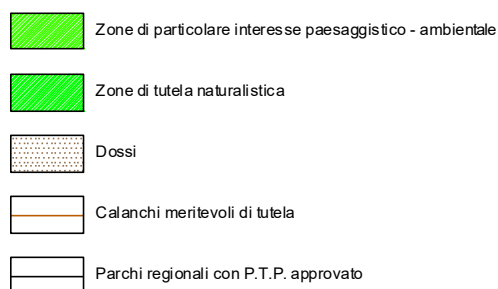 Zone di particolare interesse paesaggistico - ambientale
Zone di tutela naturalistica
Dossi
Calanchi meritevoli di tutela
Parchi regionali con P.T.P. approvato